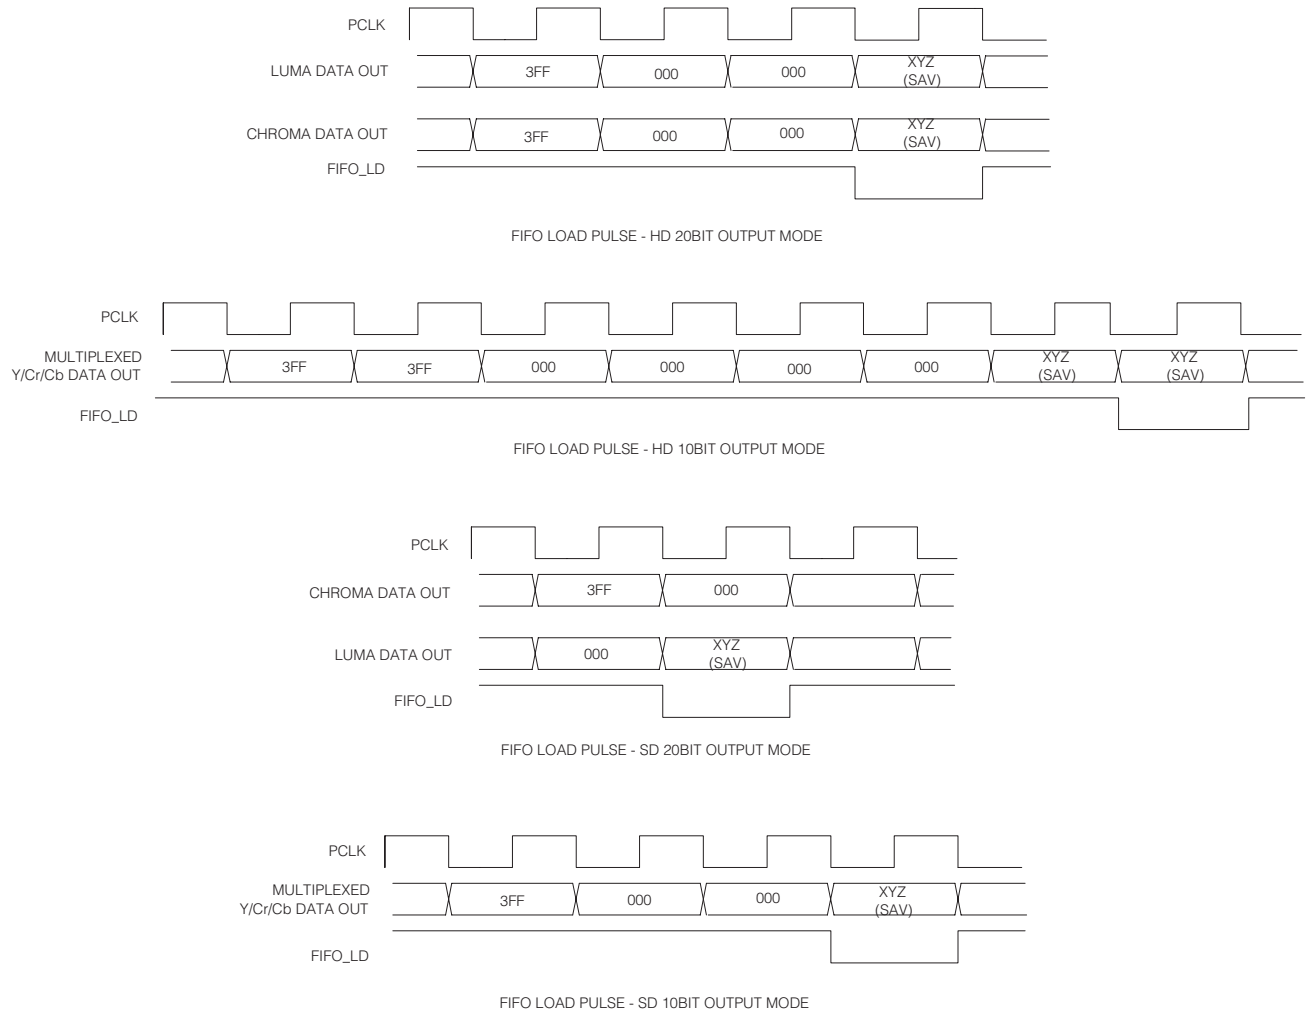 PCLK
LUMA DATA OUT
3FF
000
000
XYZ
(SAV)
CHROMA DATA OUT
3FF
000
000
XYZ
(SAV)
FIFO_LD
FIFO LOAD PULSE - HD 20BIT OUTPUT MODE
PCLK
MULTIPLEXED
Y/Cr/Cb DATA OUT
3FF
3FF
000
000
000
000
XYZ
(SAV)
XYZ
(SAV)
FIFO_LD
FIFO LOAD PULSE - HD 10BIT OUTPUT MODE
PCLK
CHROMA DATA OUT
3FF
000
LUMA DATA OUT
000
XYZ
(SAV)
FIFO_LD
FIFO LOAD PULSE - SD 20BIT OUTPUT MODE
PCLK
MULTIPLEXED
Y/Cr/Cb DATA OUT
3FF
000
000
XYZ
(SAV)
FIFO_LD
FIFO LOAD PULSE - SD 10BIT OUTPUT MODE